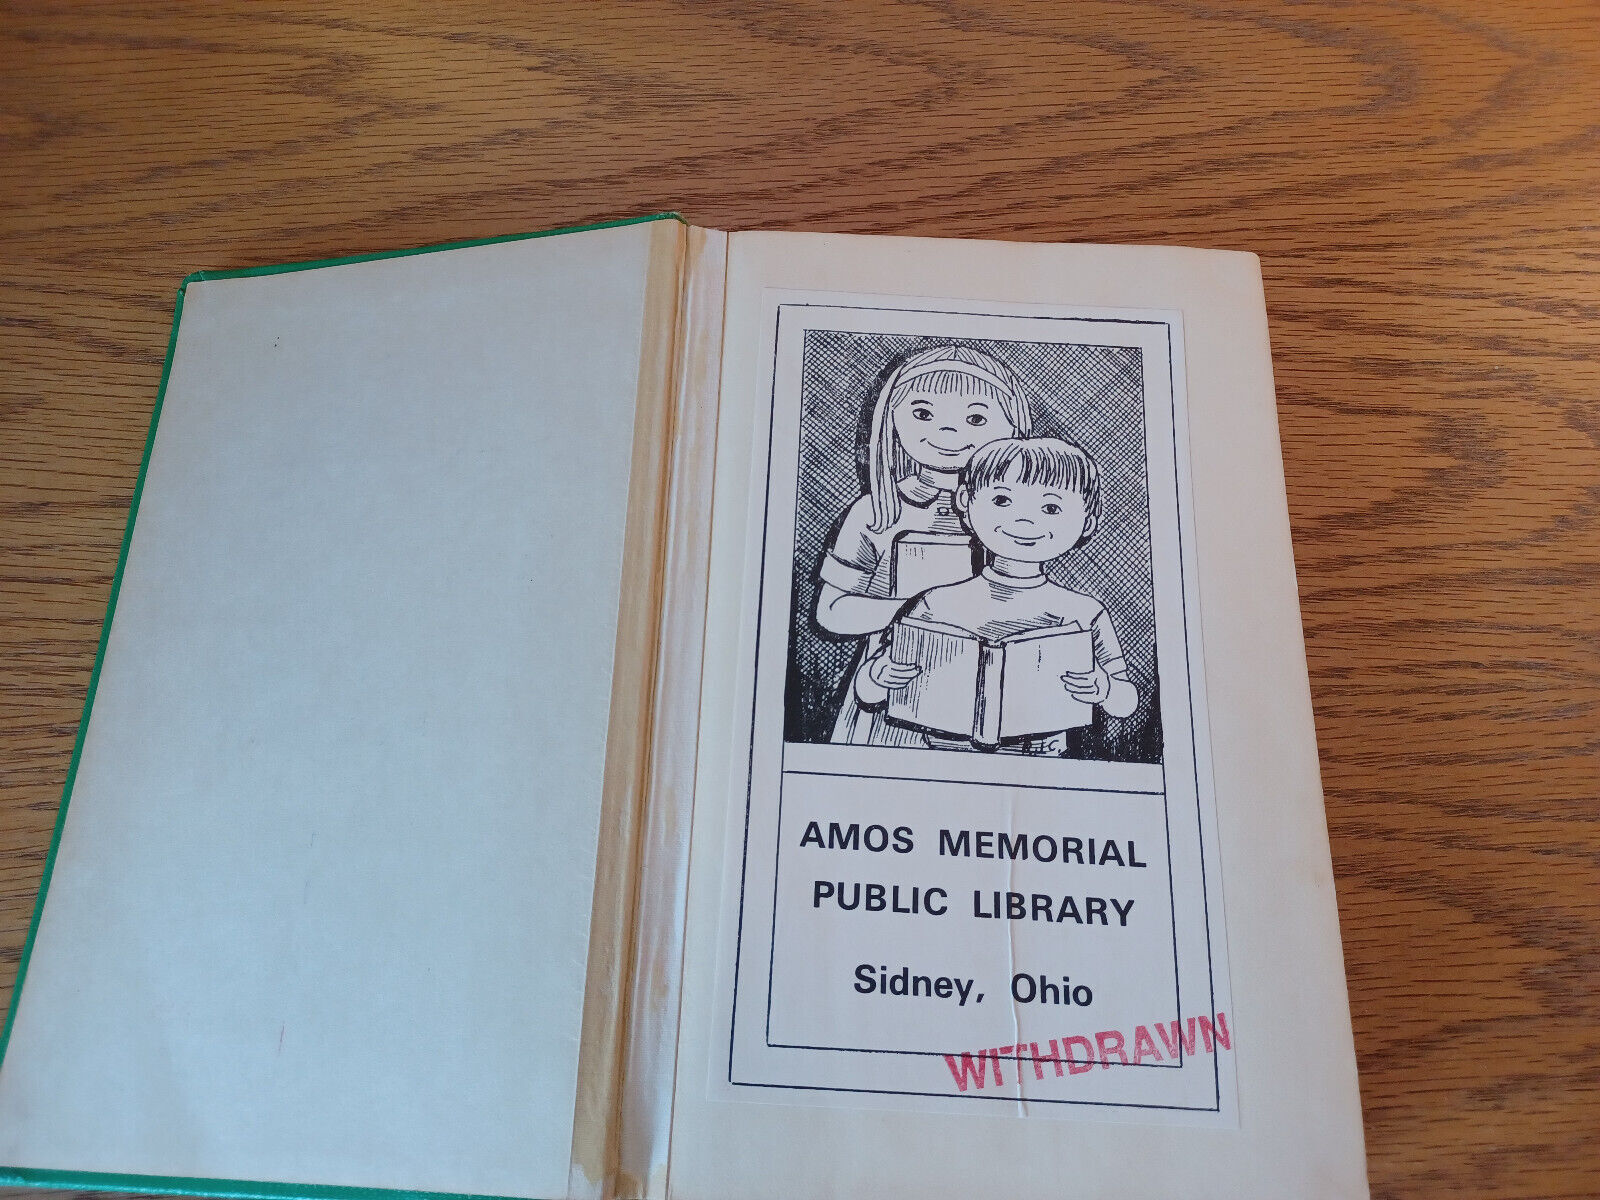 AMOS MEMORIAL
PUBLIC LIBRARY
Sidney, Ohio
WITHDRAWN